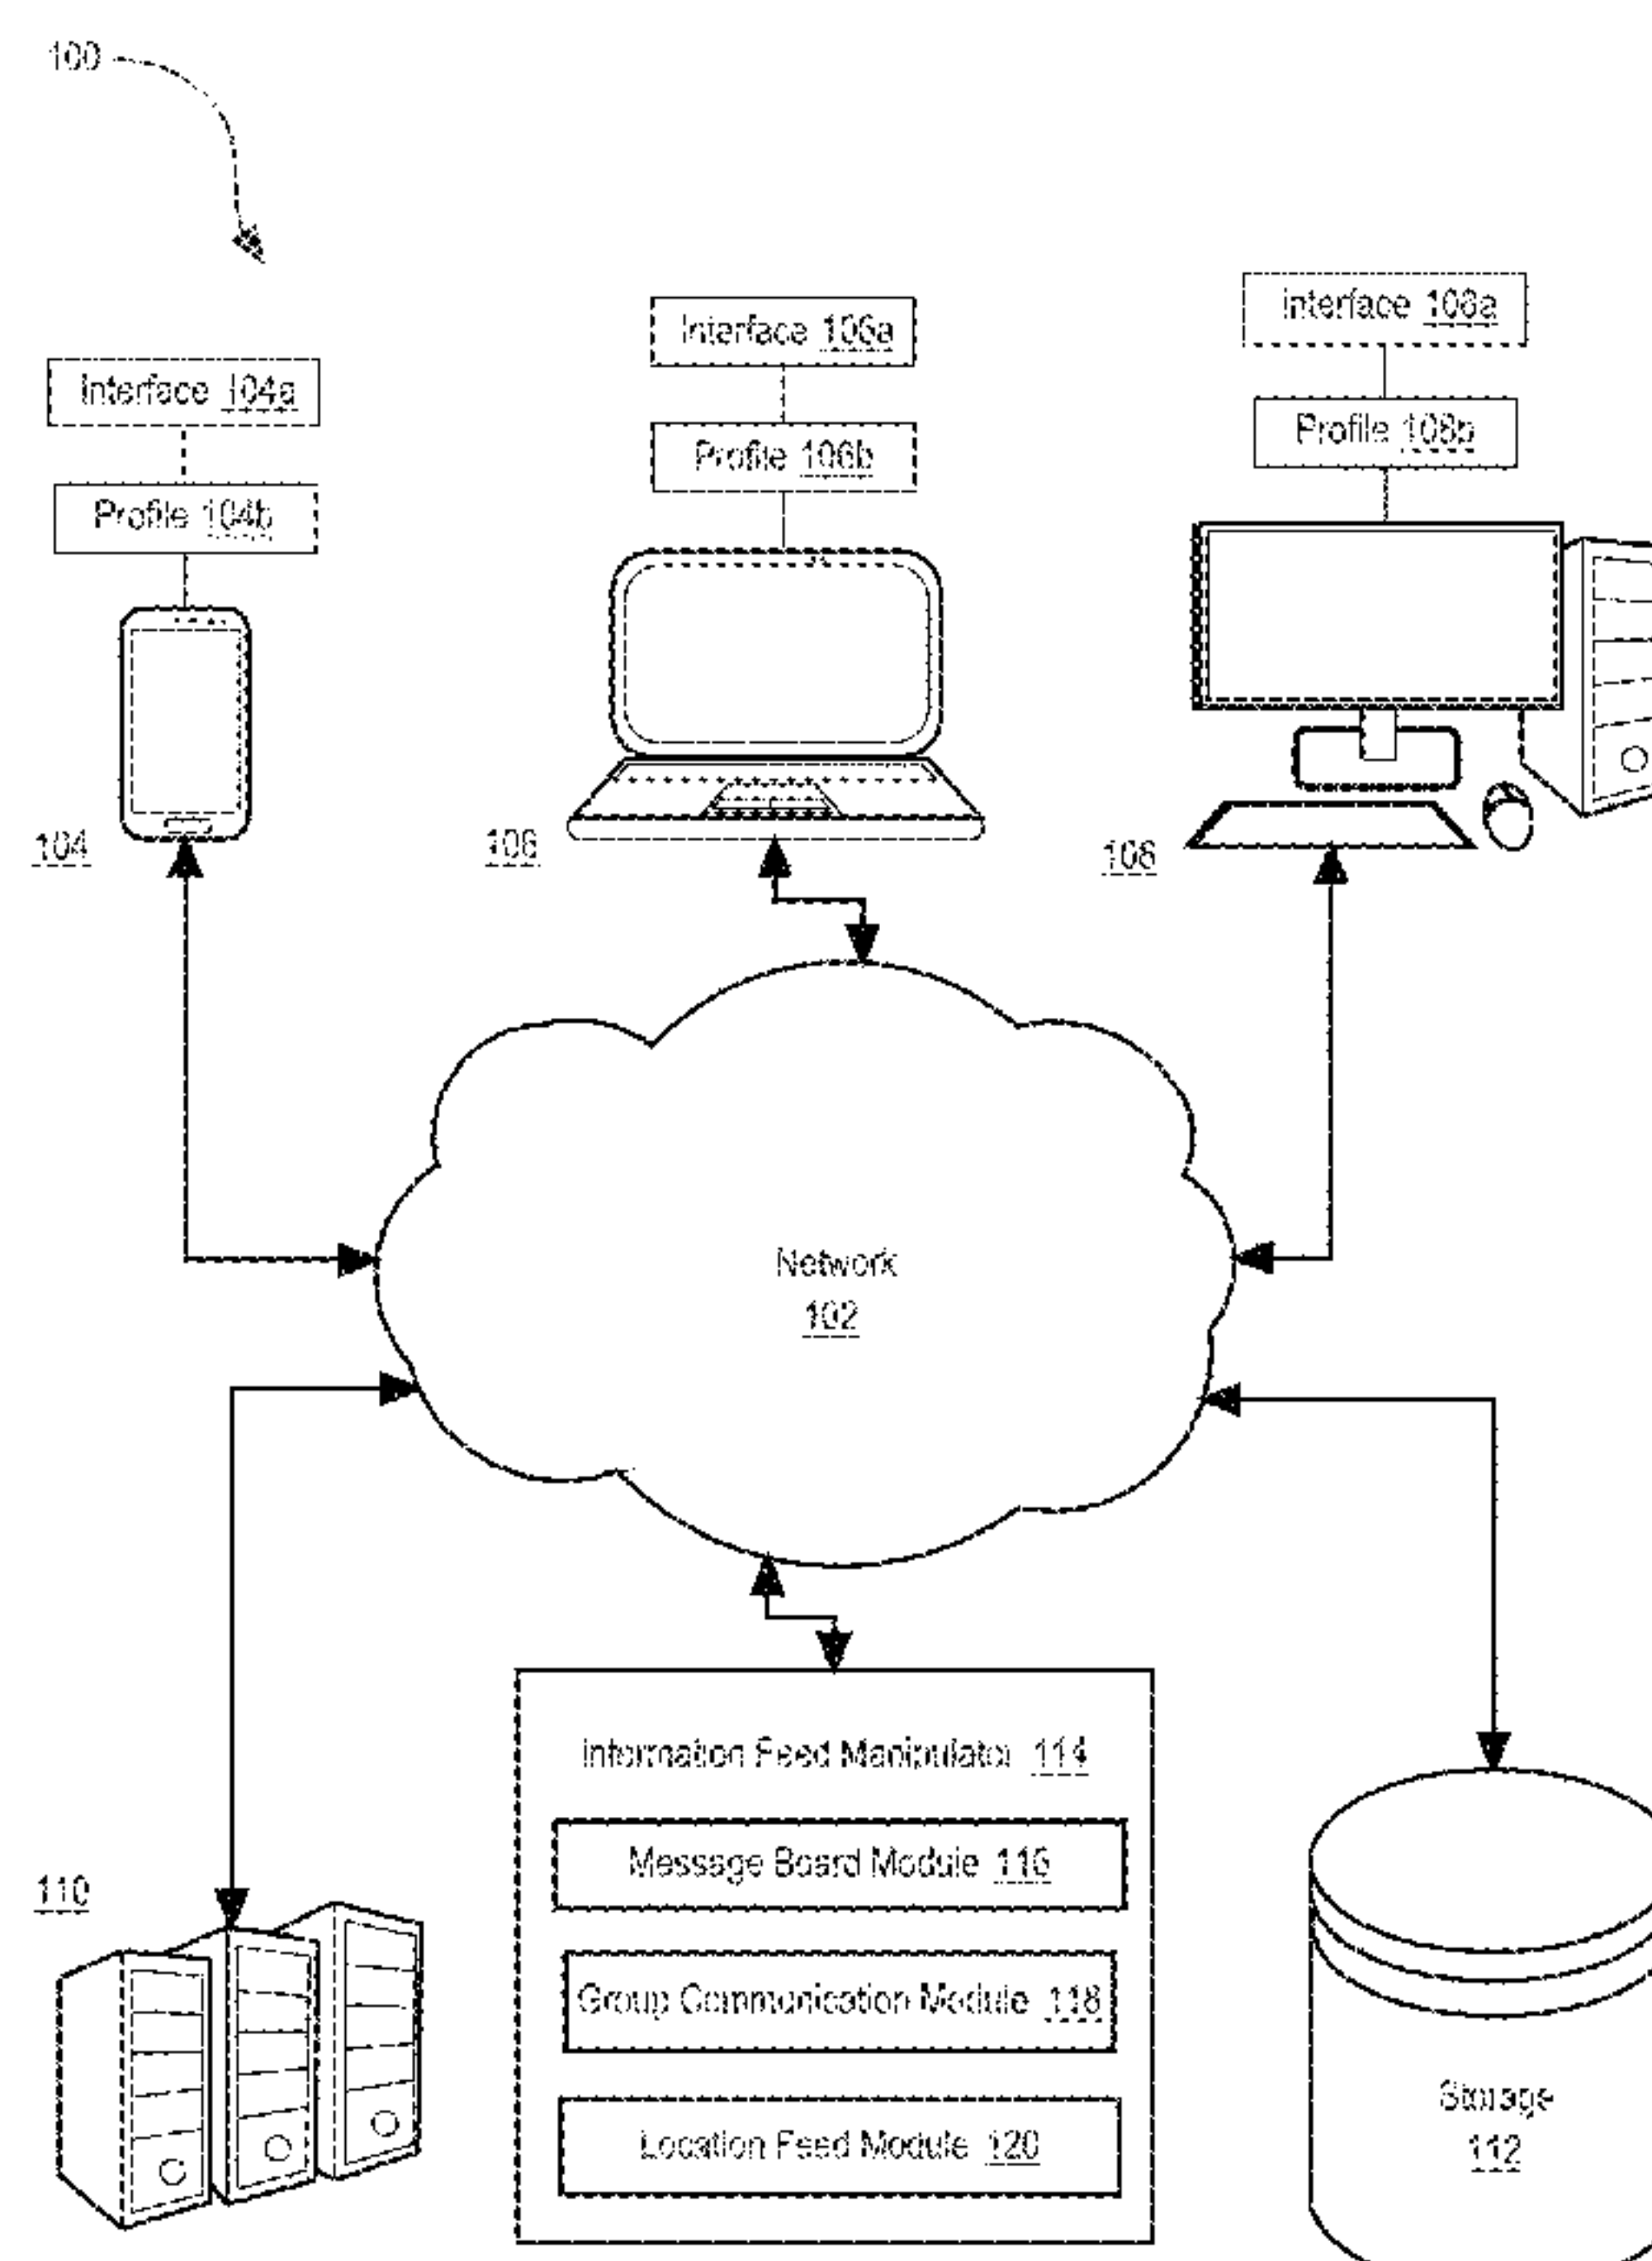 100
Interface 106a
Interface 108a
Interface 104a
Profile 106b
Profile 108b
Profile 104b
104
106
108
Network
102
Information Feed Manipulator 114
Message Board Module 116
110
Group Communication Module 118
Storage
Location Feed Module 120
112